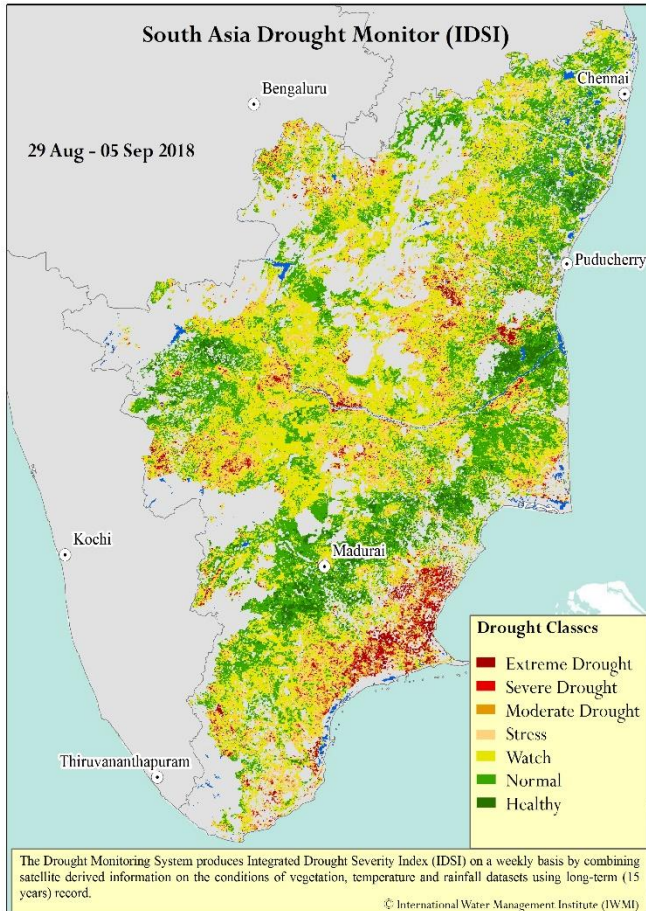 South Asia Drought Monitor (IDSI)
Chennai
Bengaluru
29 Aug - 05 Sep 2018
Puducherry
Kochi
Madurai
Thiruvananthapuram
Drought Classes
Extreme Drought
Severe Drought
Moderate Drought
Stress
Watch
Normal
Healthy
The Drought Monitoring System produces Integrated Drought Severity Index (IDSI) on a weekly basis by combining
satellite derived information on the conditions of vegetation, temperature and rainfall datasets using long-term (15
years) record.
© International Water Management Institute (IWMI)